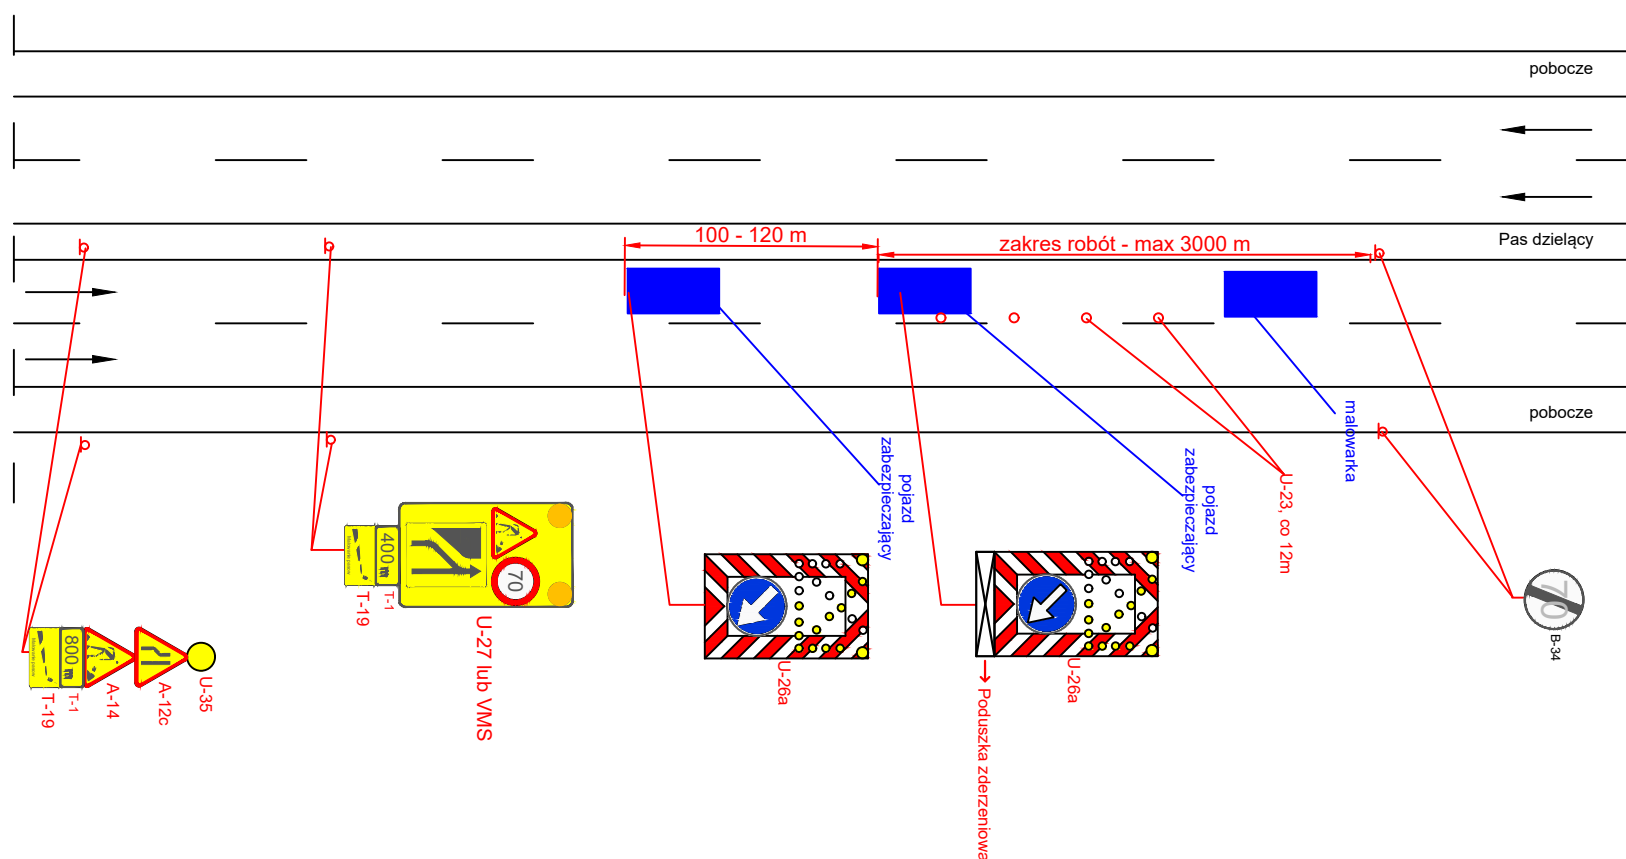 pobocze
100 - 120 m
zakres robót - max 3000 m
Pas dzielący
pobocze
malowarka
pojazd
zabezpieczający
pojazd
zabezpieczający
U-23, co 12m
70
400 m
T-1
T-19
U-27 lub VMS
U-26a
U-26a
Poduszka zderzeniowa
70
B-34
800 m
T-1
T-19
A-14
A-12c
U-35